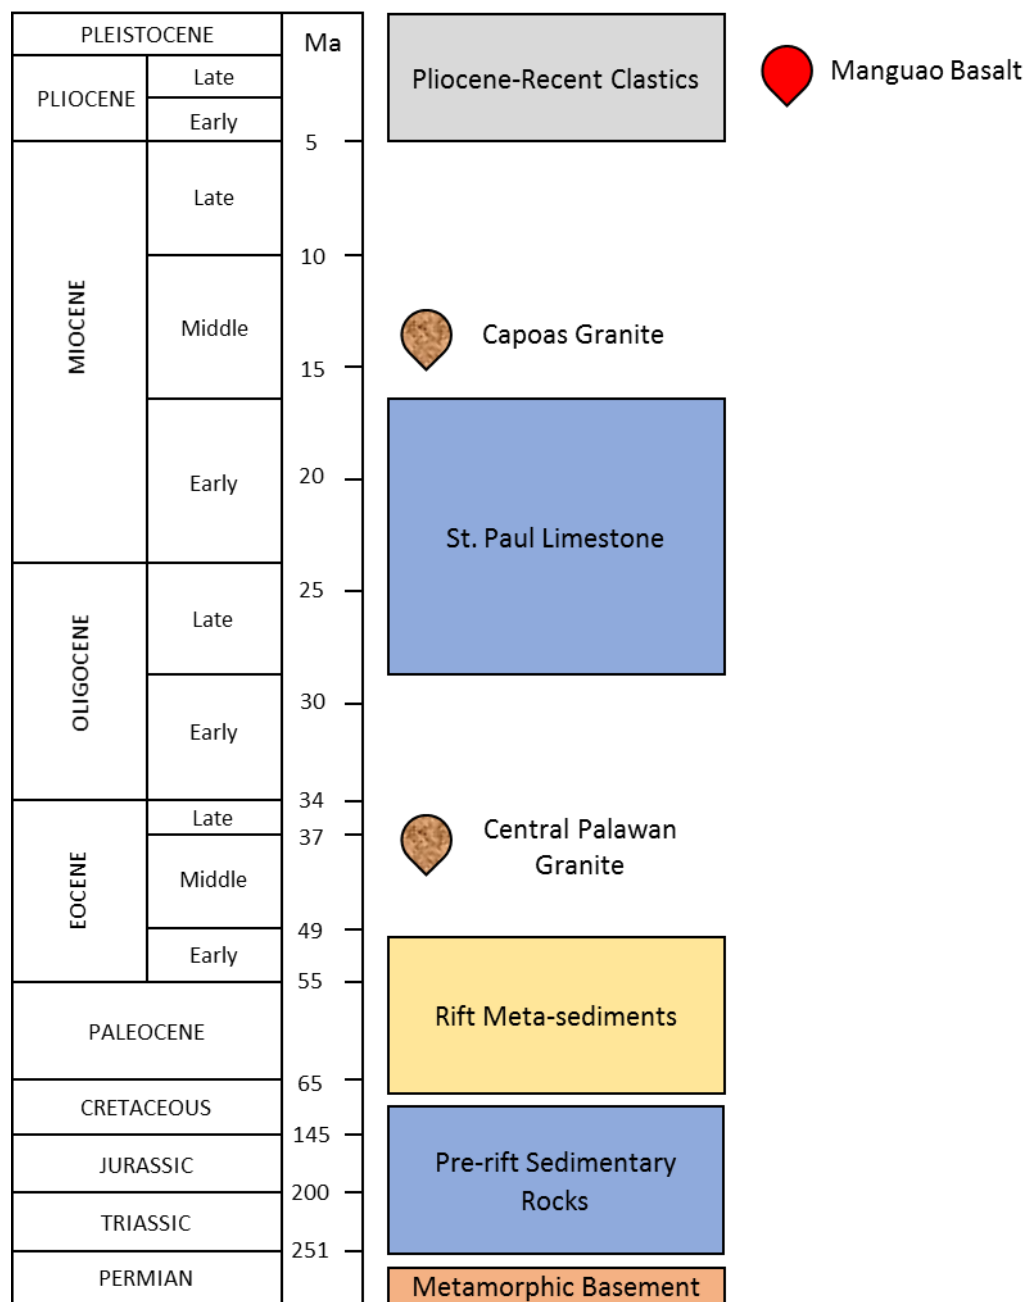 PLEISTOCENE
Ma
Pliocene-Recent Clastics
Manguao Basalt
PLIOCENE
Late
Early
5
MIOCENE
Late
10
Middle
Capoas Granite
15
Early
20
St. Paul Limestone
25
OLIGOCENE
Late
30
Early
34
EOCENE
Late
37
Central Palawan
Granite
Middle
49
Early
55
Rift Meta-sediments
PALEOCENE
65
CRETACEOUS
145
JURASSIC
Pre-rift Sedimentary
Rocks
200
TRIASSIC
251
PERMIAN
Metamorphic Basement